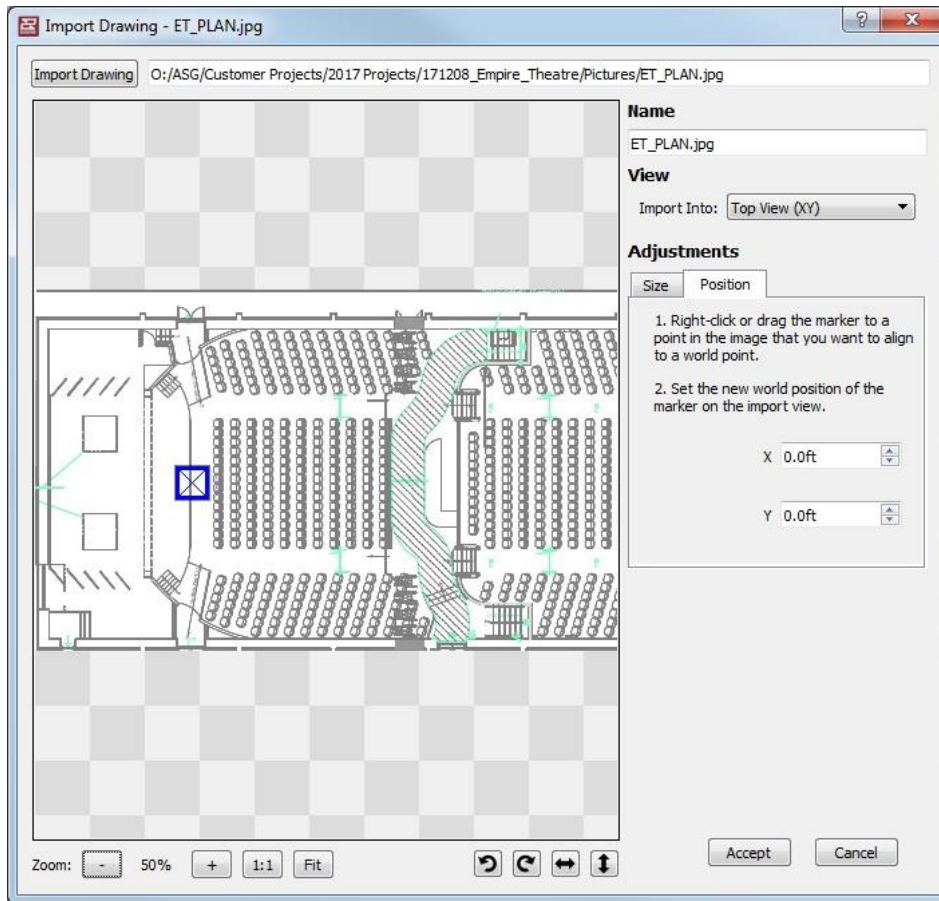 Import Drawing - ET_PLAN.jpg
?
Import Drawing
O:/ASG/Customer Projects/2017 Projects/171208_Empire_Theatre/Pictures/ET_PLAN.jpg
Name
ET_PLAN.jpg
View
Import Into:
Top View (XY)
Adjustments
Size
Position
1. Right-click or drag the marker to a
point in the image that you want to align
to a world point.
2. Set the new world position of the
marker on the import view.
X 0.0ft
Y 0.0ft
Zoom:
-
50%
+
1:1
Fit
Accept
Cancel